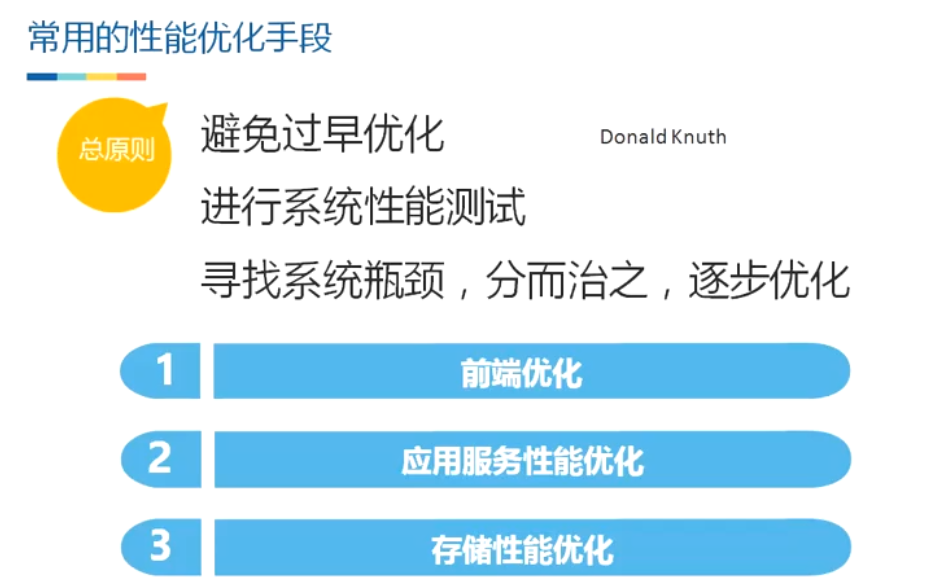 常用的性能优化手段
总原则
避免过早优化
Donald Knuth
进行系统性能测试
寻找系统瓶颈，分而治之，逐步优化
1 前端优化
2 应用服务性能优化
3 存储性能优化